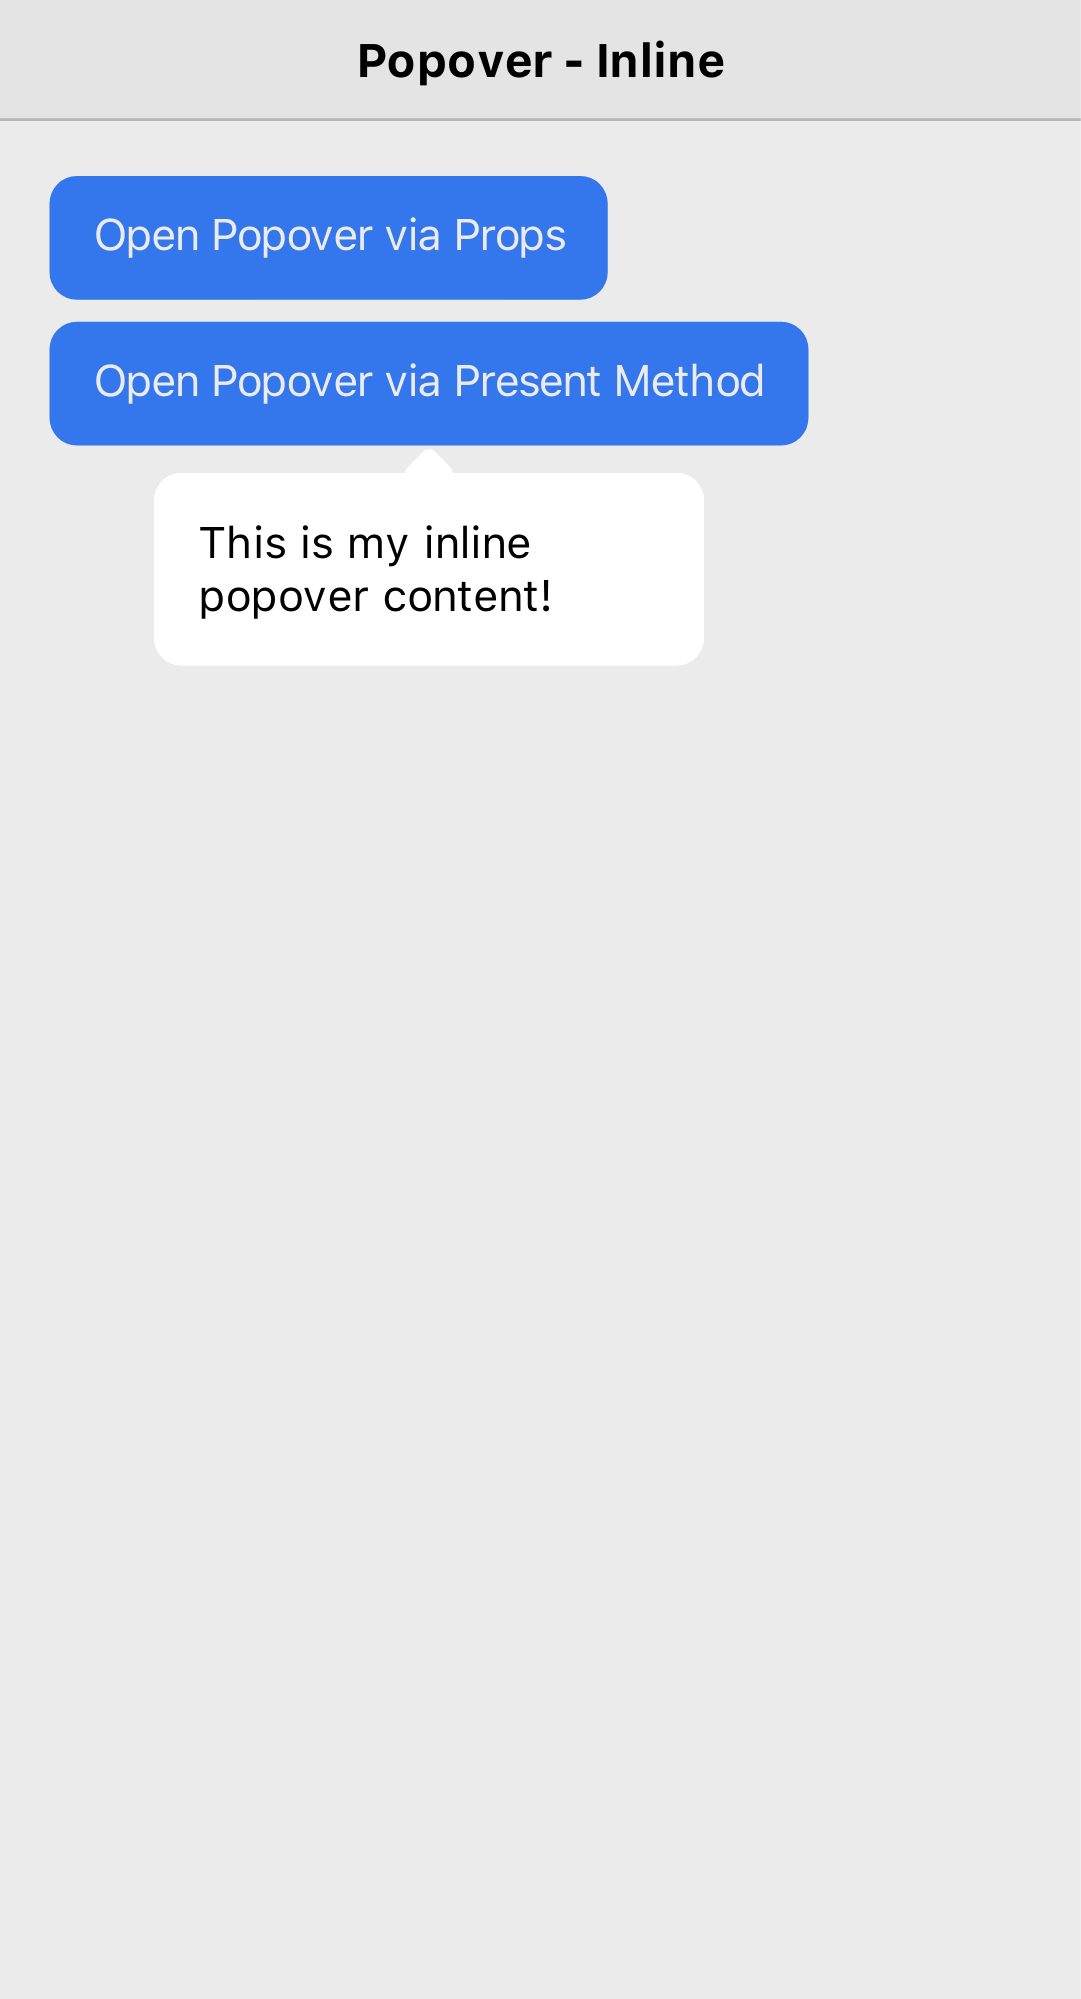 Popover - Inline
Open Popover via Props
Open Popover via Present Method
This is my inline
popover content!